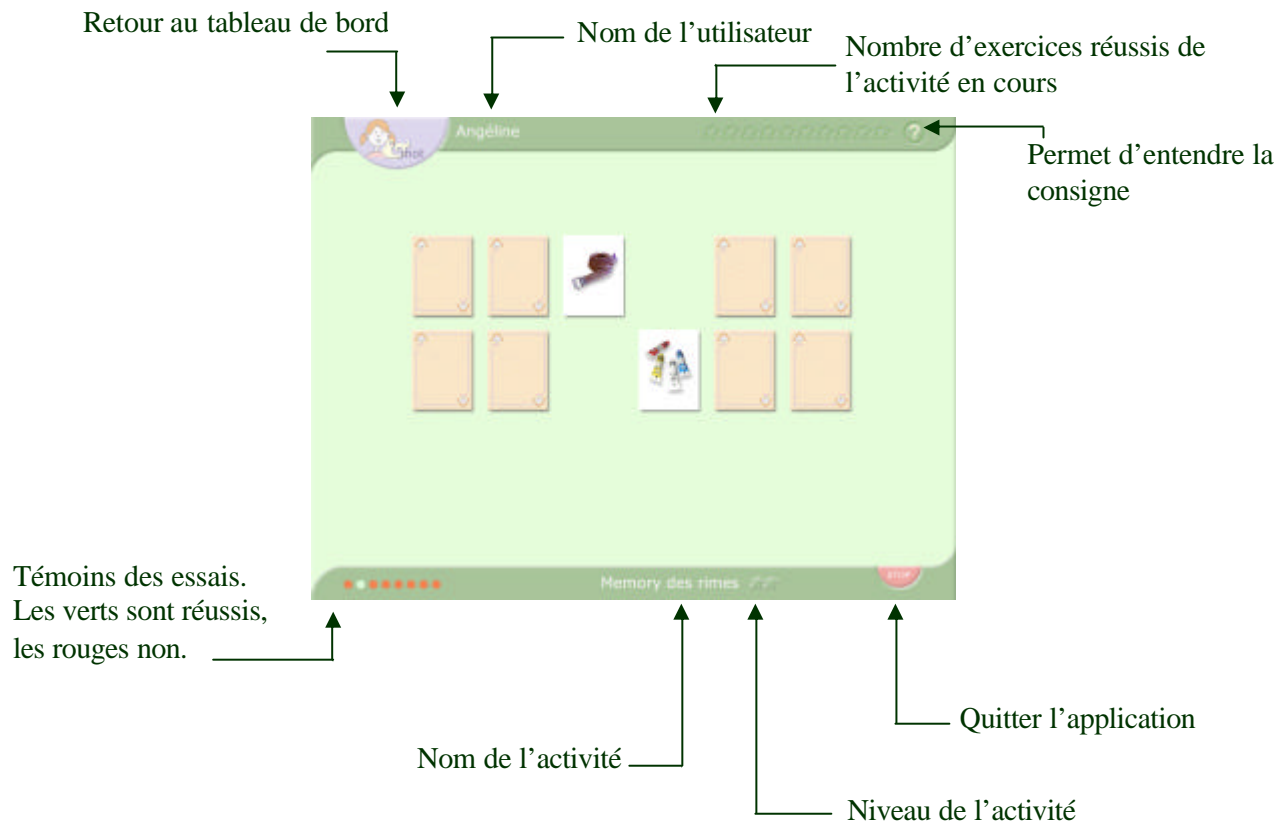 Retour au tableau de bord
Nom de l’utilisateur
Nombre d’exercices réussis de
l’activité en cours
Angéline
?
Permet d’entendre la
consigne
Témoins des essais.
Les verts sont réussis,
les rouges non.
Memory des rimes
STOP
Quitter l’application
Nom de l’activité
Niveau de l’activité